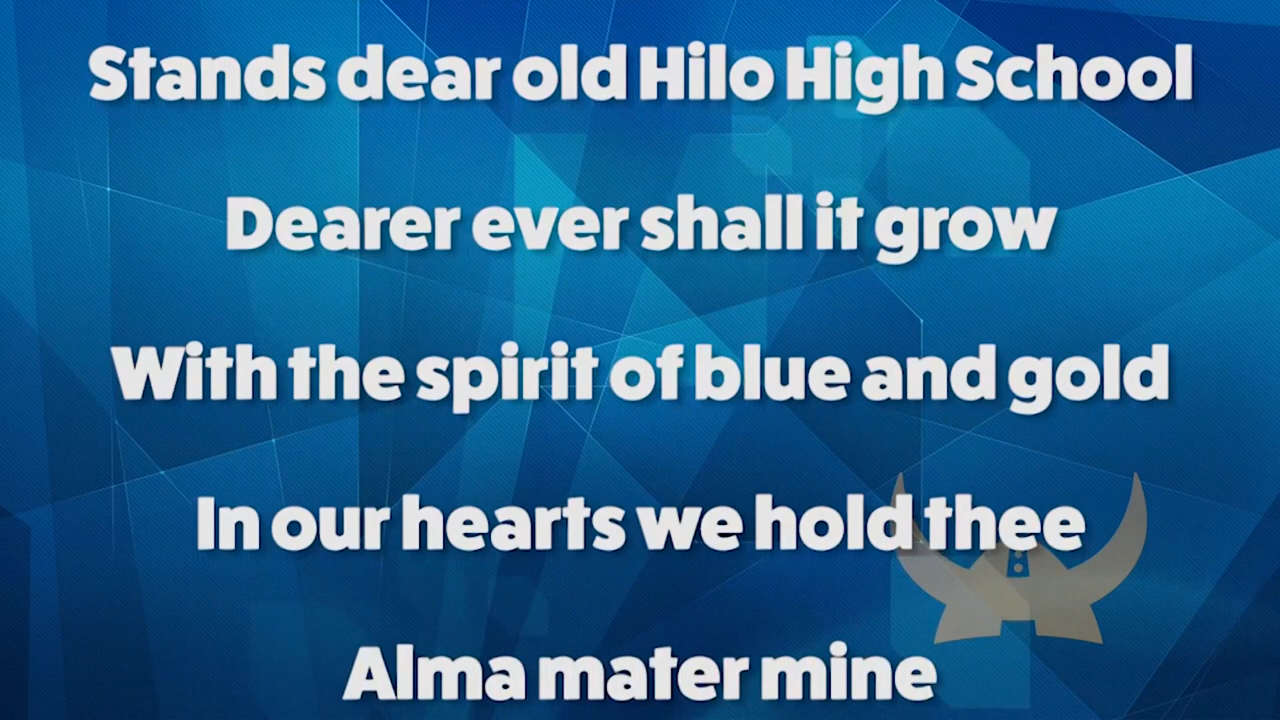 Stands dear old Hilo High School
Dearer ever shall it grow
With the spirit of blue and gold
In our hearts we hold thee
Alma mater mine